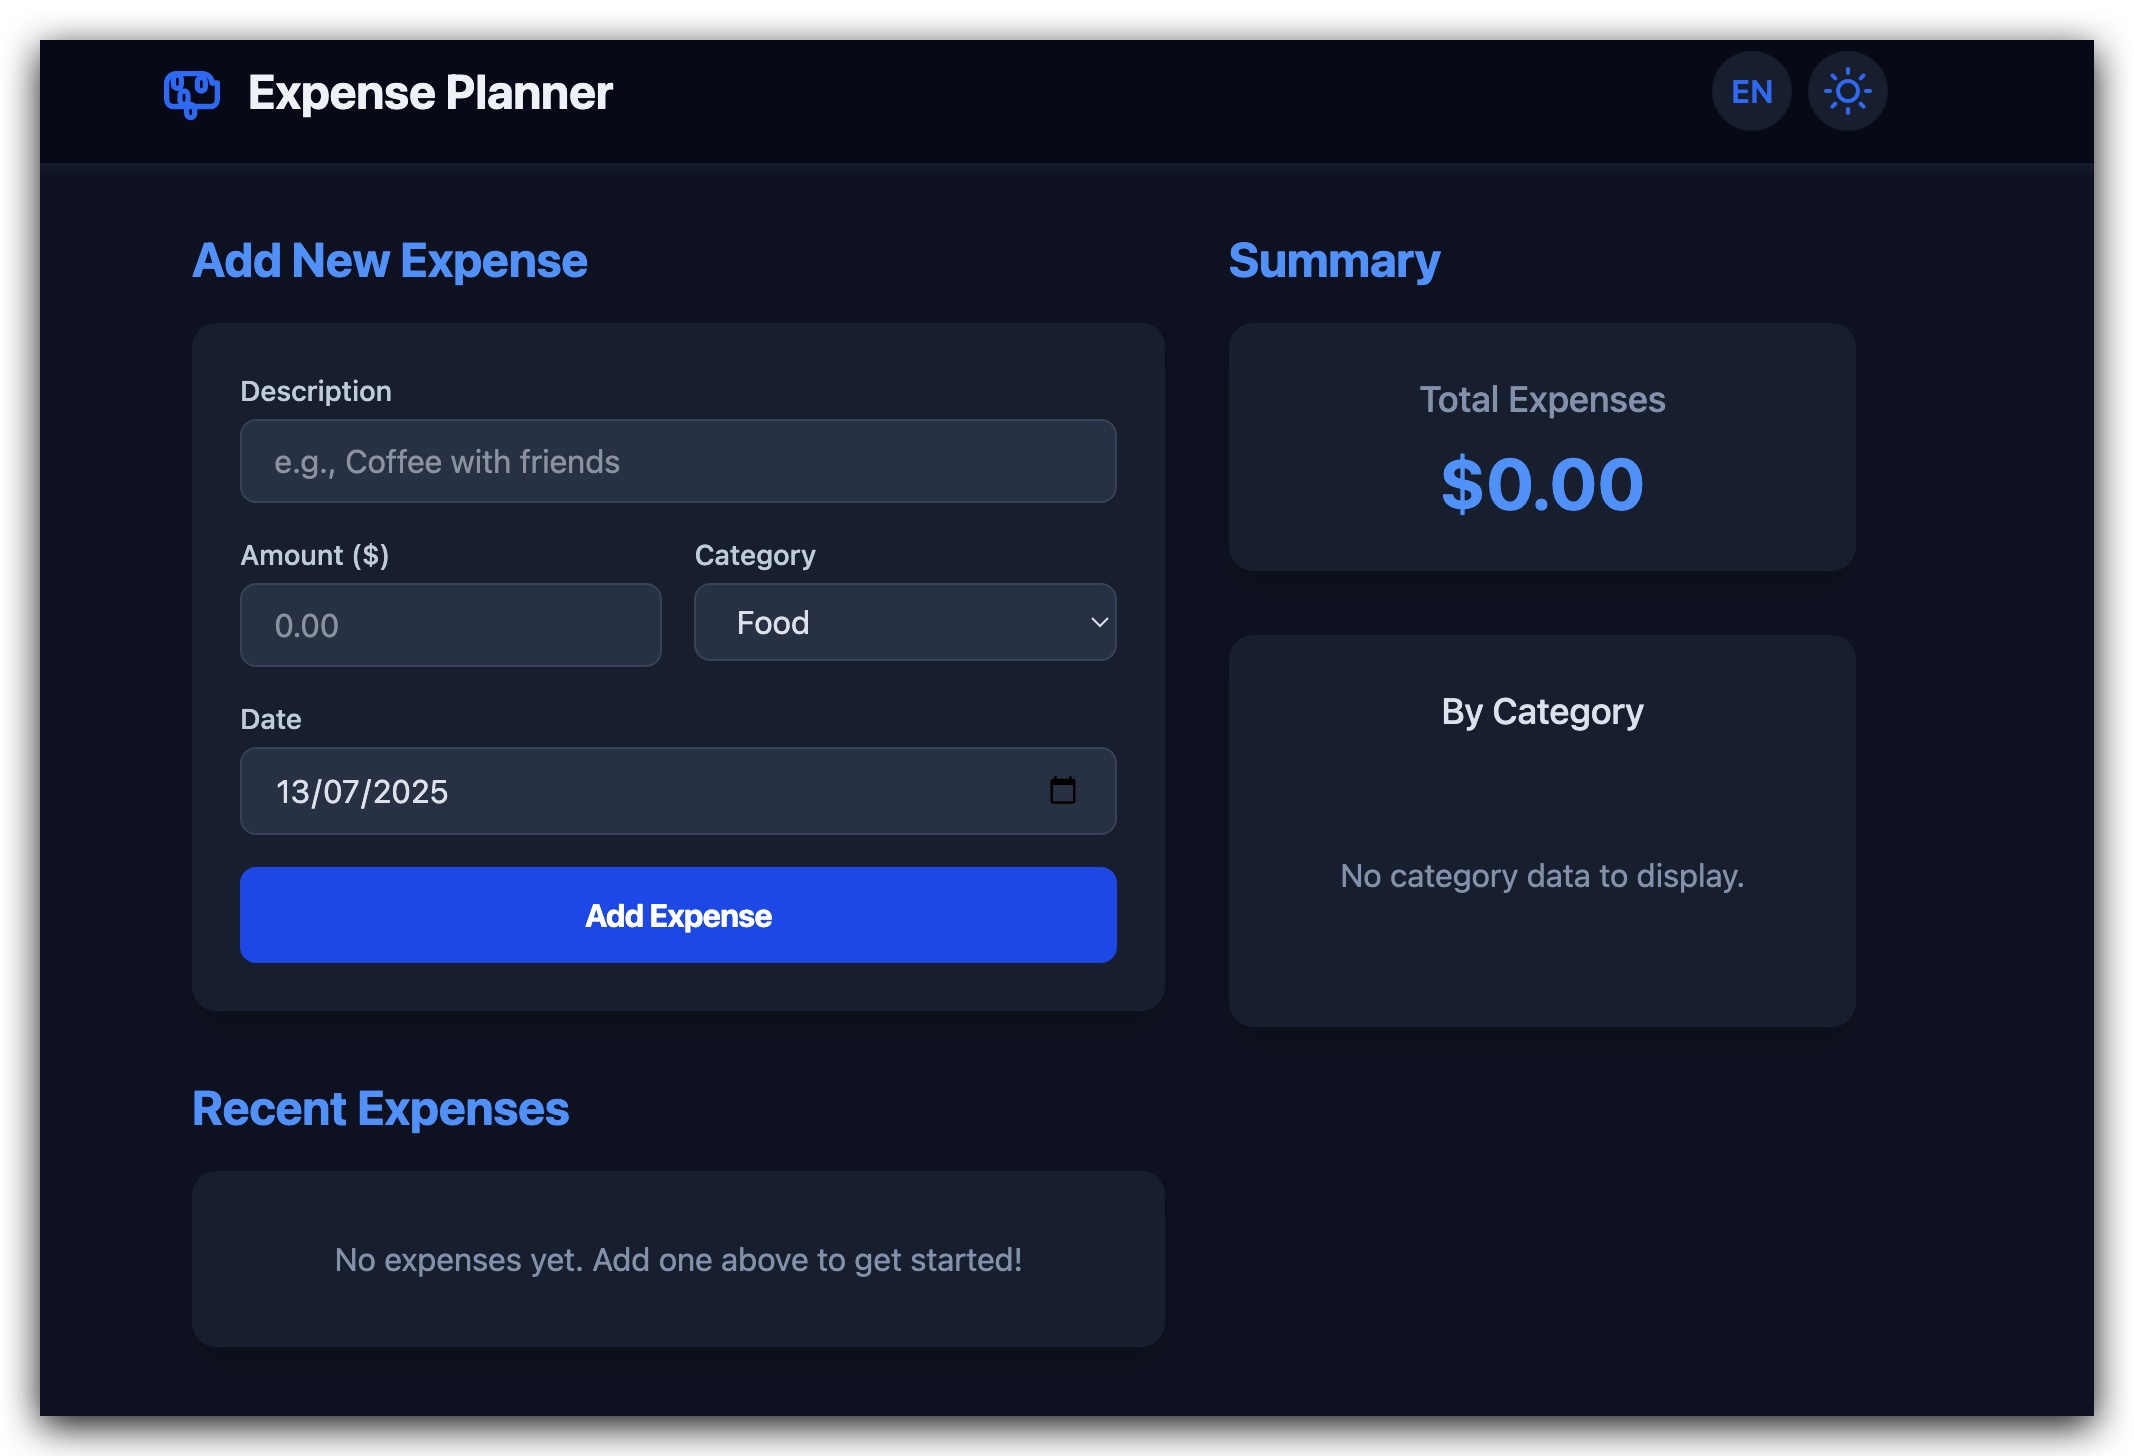 Expense Planner
EN
Add New Expense
Description
e.g., Coffee with friends
Amount ($)
Category
0.00
Food
Date
13/07/2025
Add Expense
Summary
Total Expenses
$0.00
By Category
No category data to display.
Recent Expenses
No expenses yet. Add one above to get started!